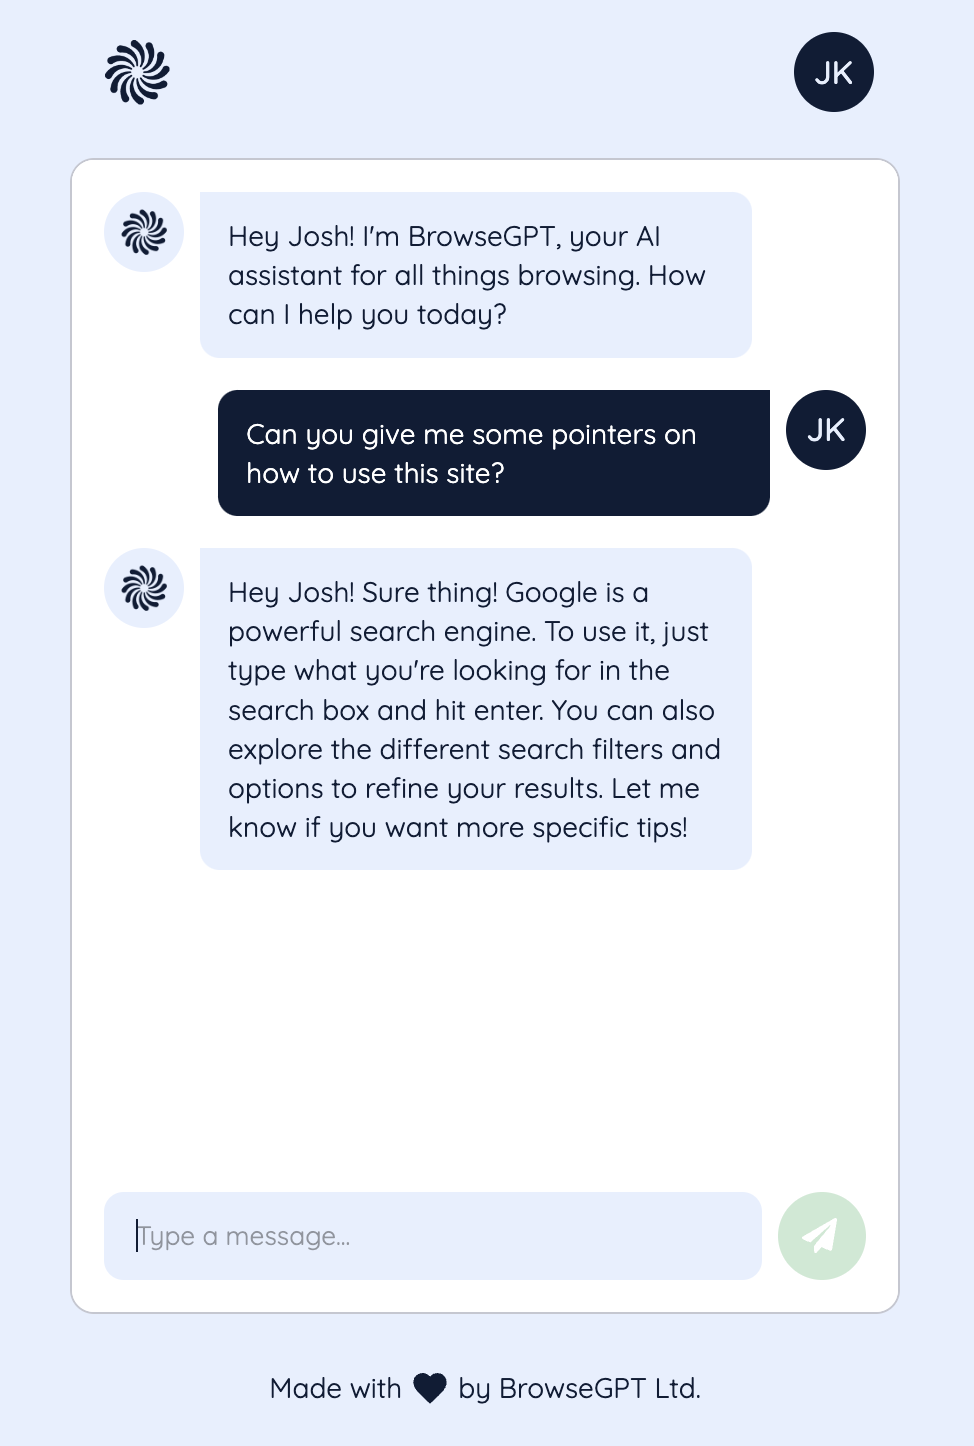 JK
Hey Josh! I'm BrowseGPT, your AI
assistant for all things browsing. How
can I help you today?
Can you give me some pointers on
how to use this site?
JK
Hey Josh! Sure thing! Google is a
powerful search engine. To use it, just
type what you're looking for in the
search box and hit enter. You can also
explore the different search filters and
options to refine your results. Let me
know if you want more specific tips!
Type a message...
Made with by BrowseGPT Ltd.